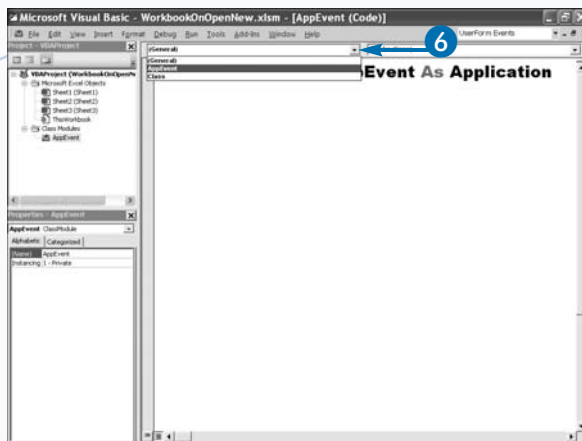 Microsoft Visual Basic - WorkbookOnOpenNew.xlsm - [AppEvent (Code)]
File Edit View Insert Format Debug Run Tools Add-Ins Window Help
UserForm Events
Project - VBAProject
(General)
6
(General)
AppEvent
Class
Event As Application
VBAProject (WorkbookOnOpenN
Microsoft Excel Objects
Sheet1 (Sheet1)
Sheet2 (Sheet2)
Sheet3 (Sheet3)
ThisWorkbook
Class Modules
AppEvent
Properties - AppEvent
AppEvent ClassModule
Alphabetic Categorized
(Name) AppEvent
Instancing 1 - Private